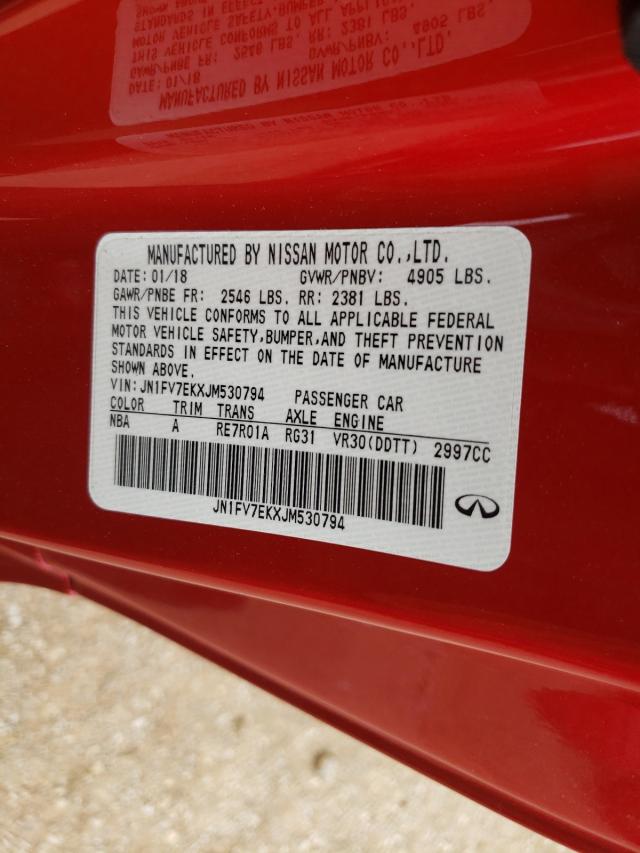 MANUFACTURED BY NISSAN MOTOR CO.,LTD.
DATE: 01/18 GVWR/PNBV: 4905 LBS.
GAWR/PNBE FR: 2546 LBS. RR: 2381 LBS.
THIS VEHICLE CONFORMS TO ALL APPLICABLE FEDERAL
MOTOR VEHICLE SAFETY,BUMPER,AND THEFT PREVENTION
STANDARDS IN EFFECT ON THE DATE OF MANUFACTURE
SHOWN ABOVE.
VIN: JN1FV7EKXJM530794 PASSENGER CAR
COLOR TRIM TRANS AXLE ENGINE
NBA A RE7R01A RG31 VR30(DDTT) 2997CC
JN1FV7EKXJM530794